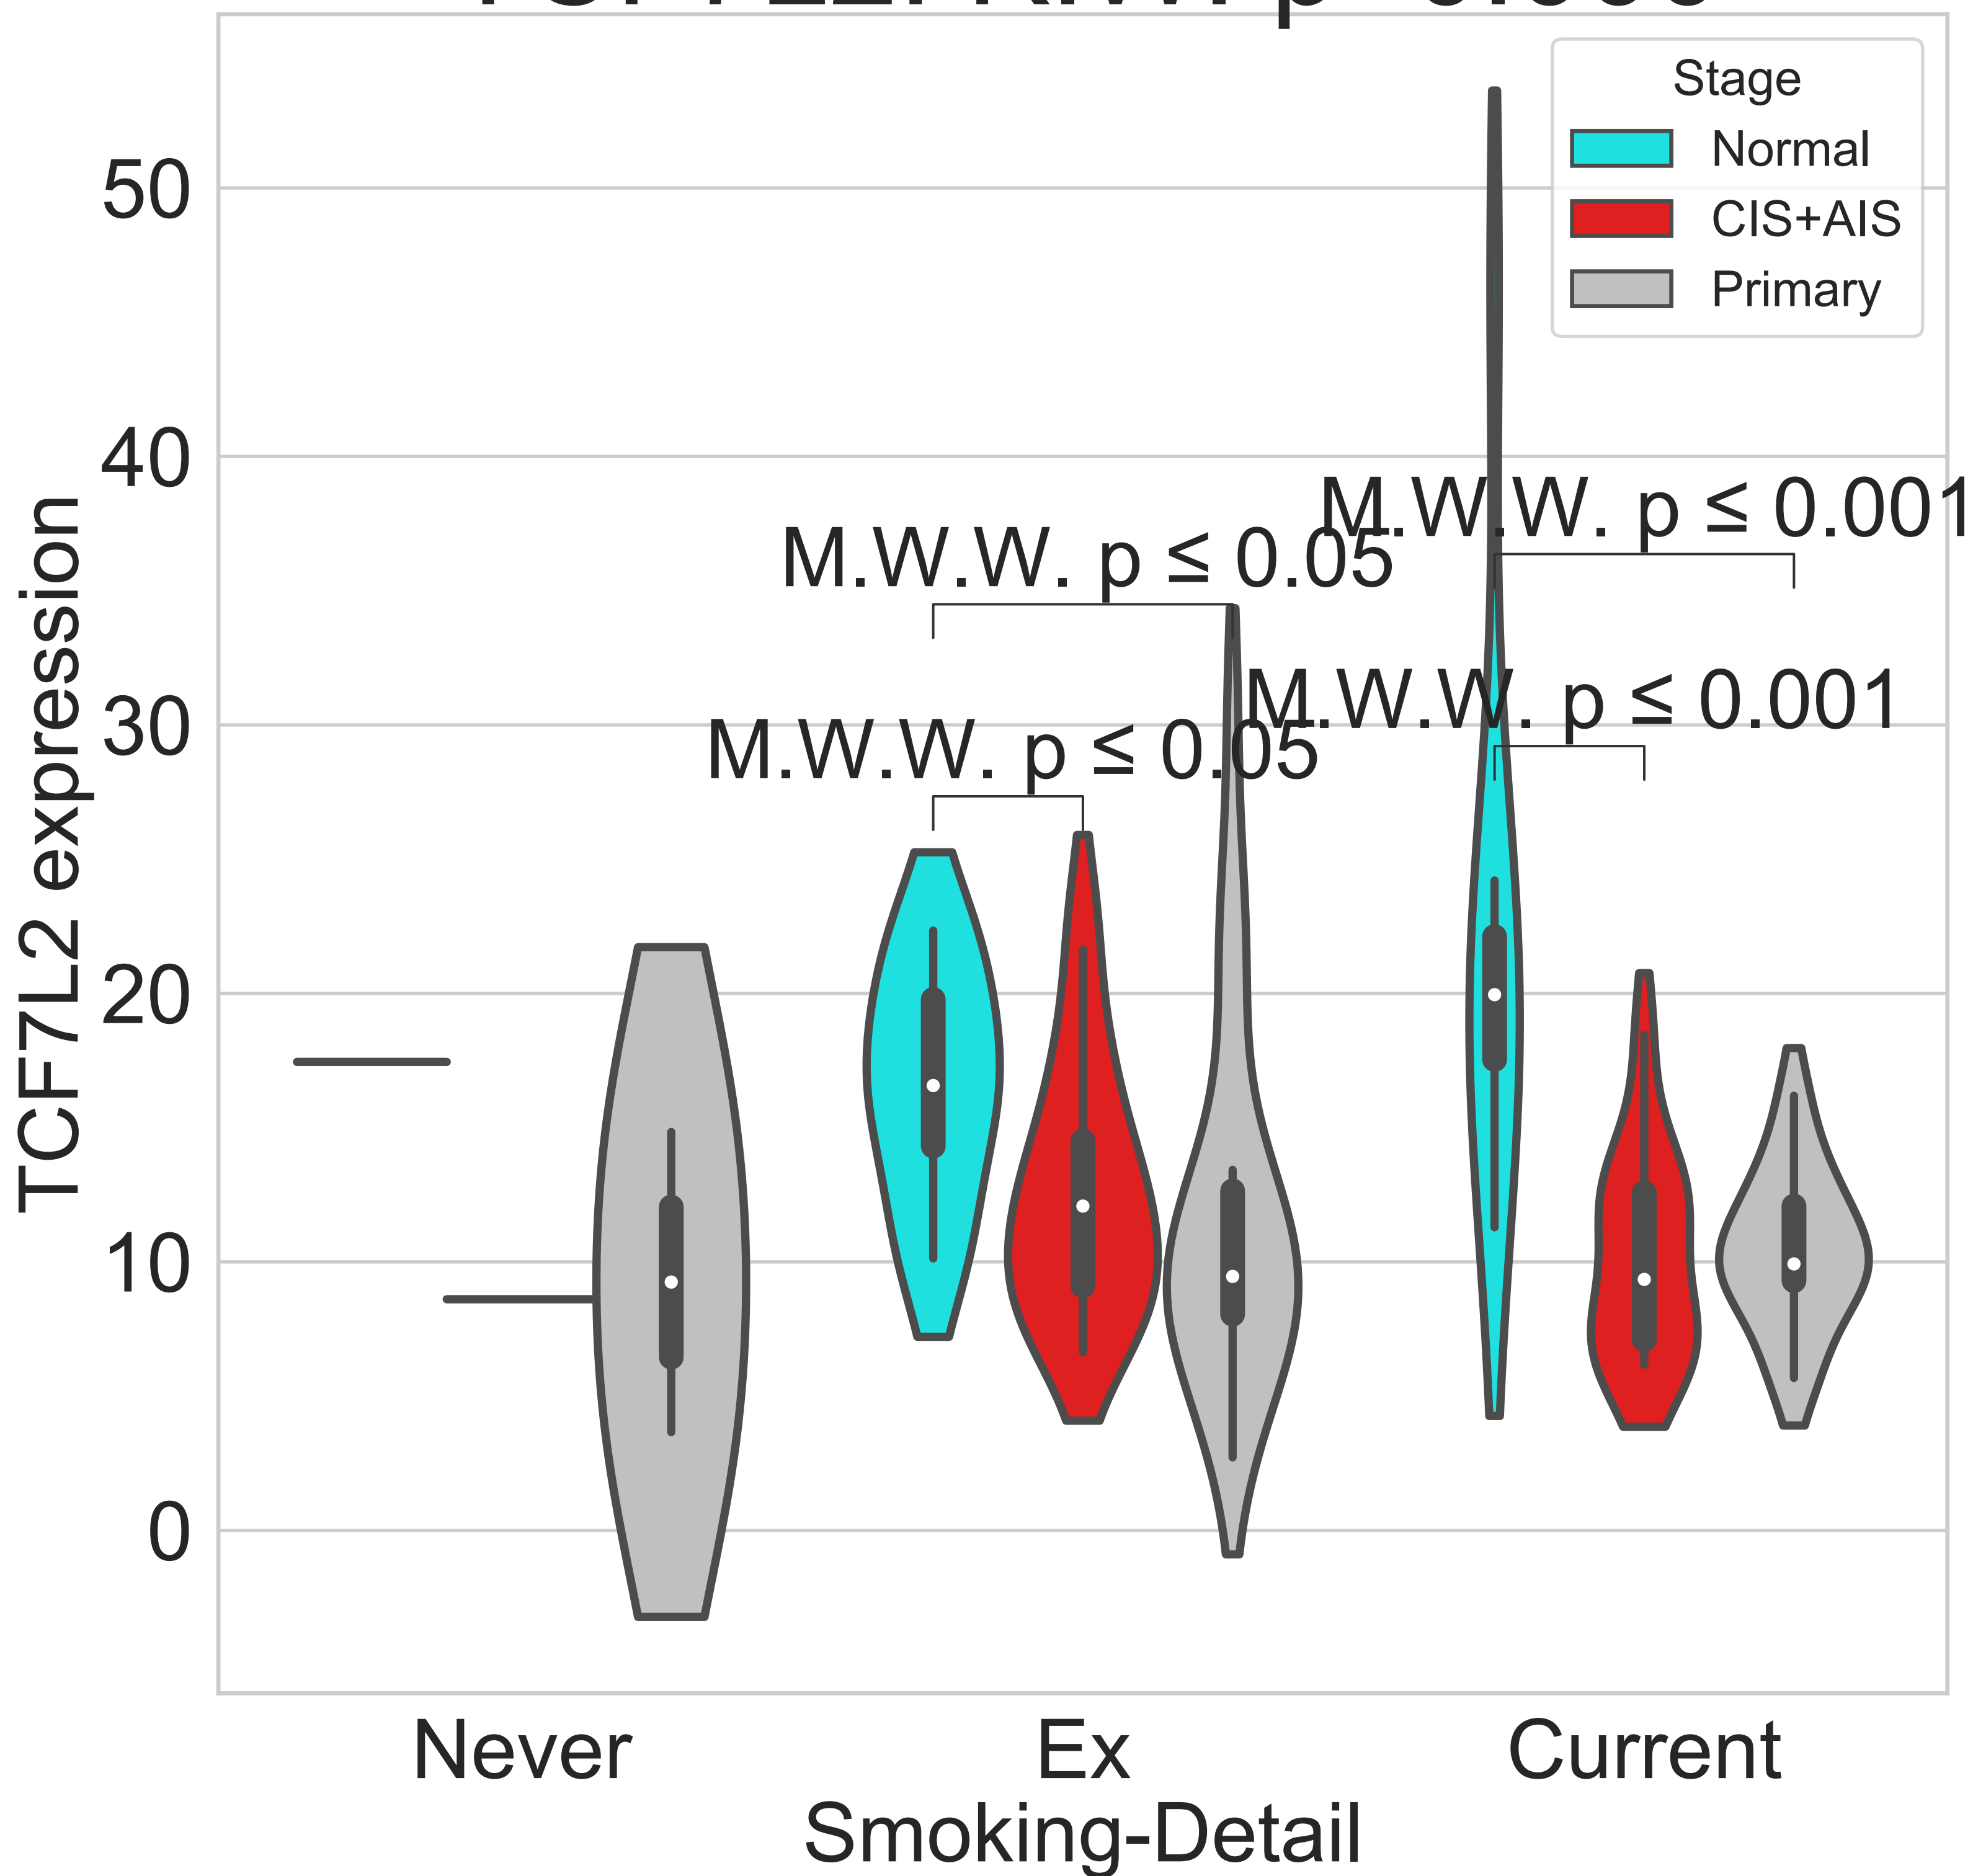 Stage
Normal
CIS+AIS
Primary
50
40
30
20
10
0
TCF7L2 expression
M.W.W. p ≤ 0.001
M.W.W. p ≤ 0.05
M.W.W. p ≤ 0.001
M.W.W. p ≤ 0.05
Never
Ex
Current
Smoking-Detail